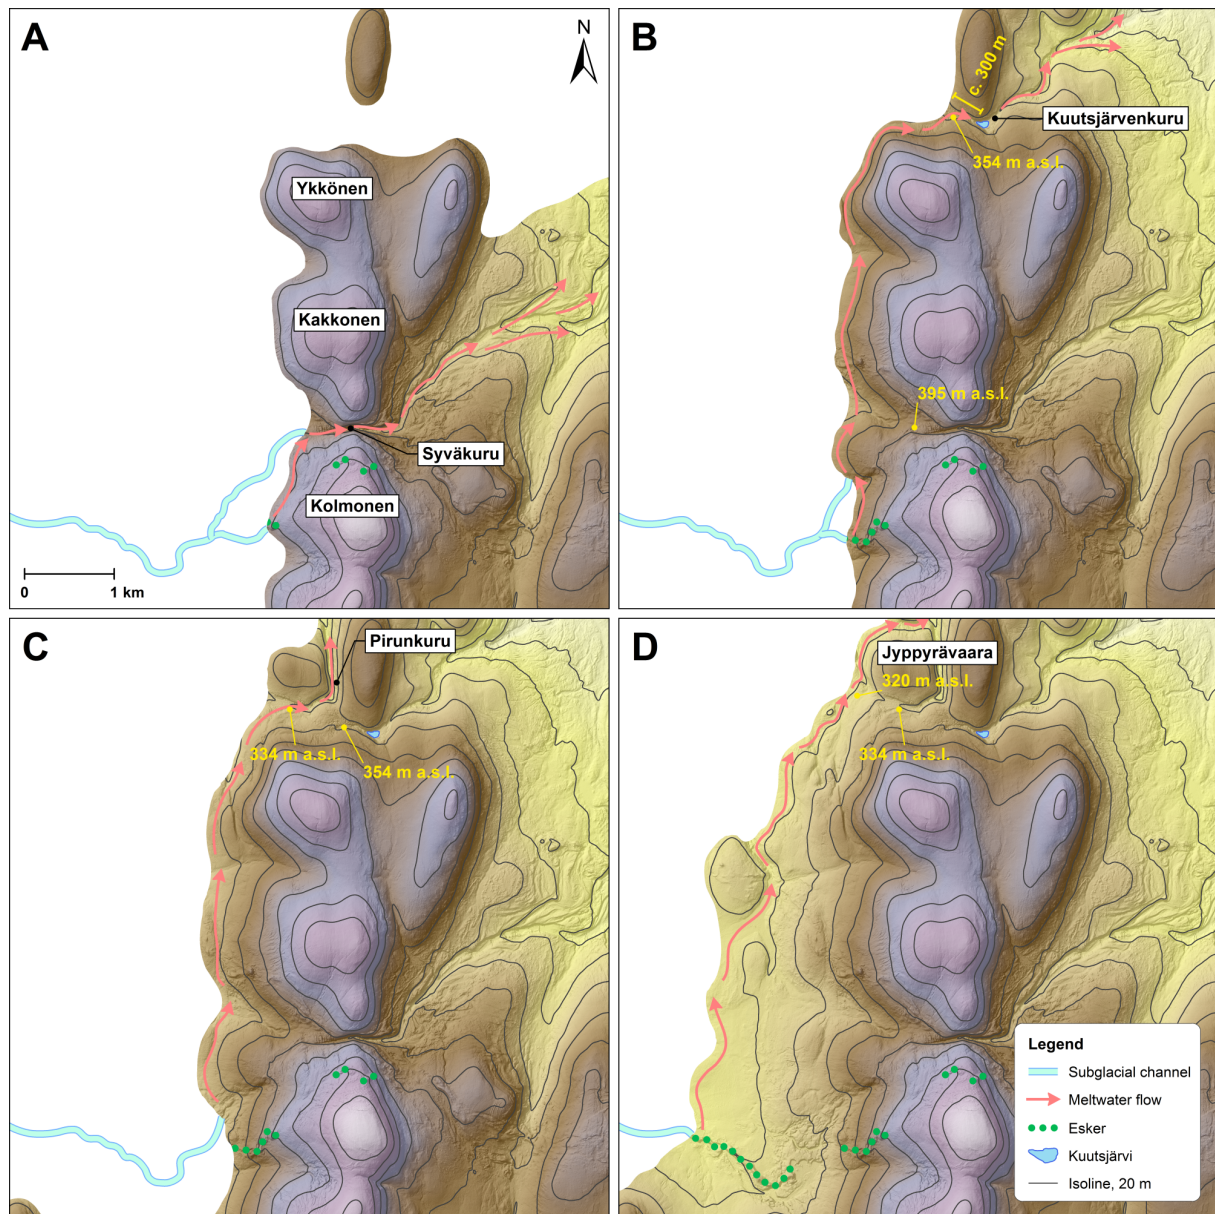 A
N
Ykkönen
Kakkonen
Syväkuru
Kolmonen
0
1 km
B
c. 300 m
Kuutsjärvenkuru
354 m a.s.l.
395 m a.s.l.
C
Pirunkuru
334 m a.s.l.
354 m a.s.l.
D
Jyppyrävaara
320 m a.s.l.
334 m a.s.l.
Legend
Subglacial channel
Meltwater flow
Esker
Kuutsjärvi
Isoline, 20 m